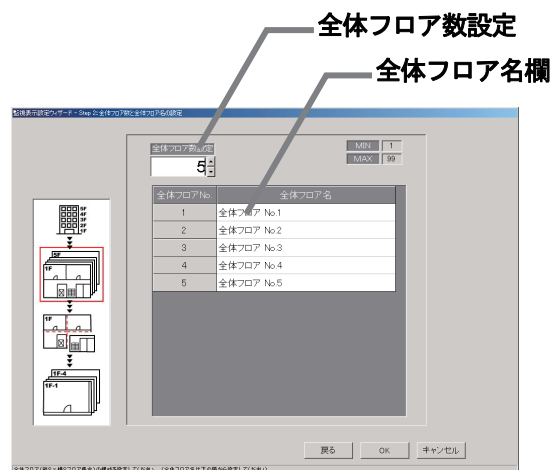 全体フロア数設定
全体フロア名欄
監視表示設定ウィザード - Step 2:全体フロア数と全体フロア名の設定
全体フロア数設定
5
MIN 1
MAX 99
全体フロアNo. 全体フロア名
1 全体フロア No.1
2 全体フロア No.2
3 全体フロア No.3
4 全体フロア No.4
5 全体フロア No.5
5F
4F
3F
2F
1F
5F
1F
1F
1F-4
1F-1
戻る OK キャンセル